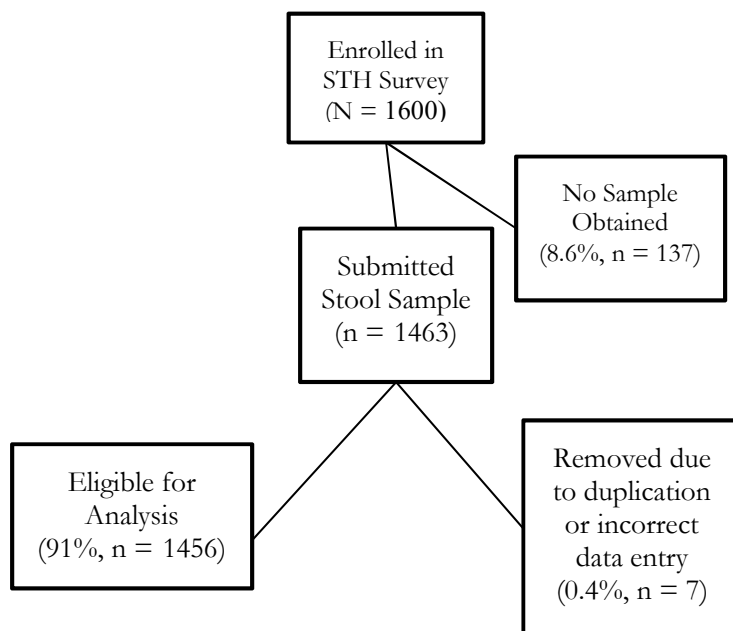 Enrolled in
STH Survey
(N = 1600)
No Sample
Obtained
(8.6%, n = 137)
Submitted
Stool Sample
(n = 1463)
Eligible for
Analysis
(91%, n = 1456)
Removed due
to duplication
or incorrect
data entry
(0.4%, n = 7)